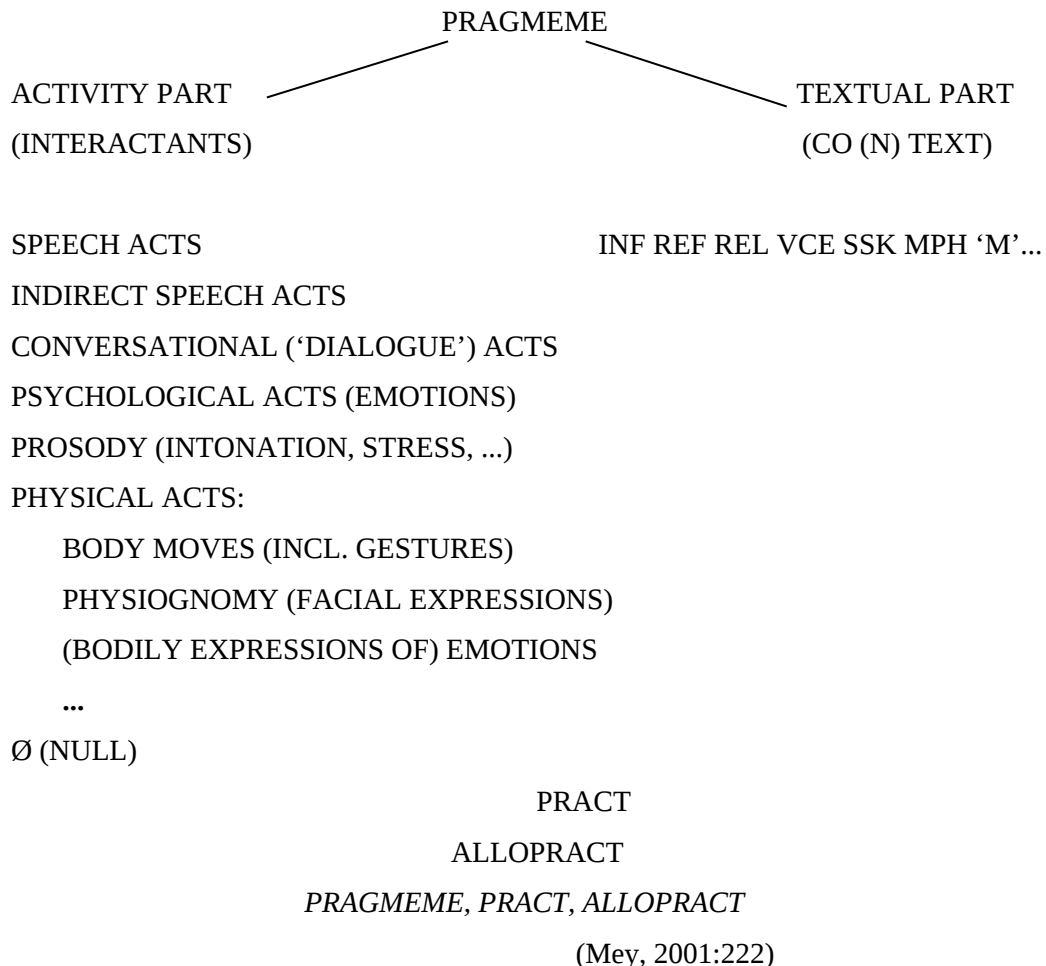 PRAGMEME
ACTIVITY PART TEXTUAL PART
(INTERACTANTS) (CO (N) TEXT)
SPEECH ACTS INF REF REL VCE SSK MPH ‘M’...
INDIRECT SPEECH ACTS
CONVERSATIONAL (‘DIALOGUE’) ACTS
PSYCHOLOGICAL ACTS (EMOTIONS)
PROSODY (INTONATION, STRESS, ...)
PHYSICAL ACTS:
BODY MOVES (INCL. GESTURES)
PHYSIOGNOMY (FACIAL EXPRESSIONS)
(BODILY EXPRESSIONS OF) EMOTIONS
...
Ø (NULL)
PRACT
ALLOPRACT
PRAGMEME, PRACT, ALLOPRACT
(Mey, 2001:222)